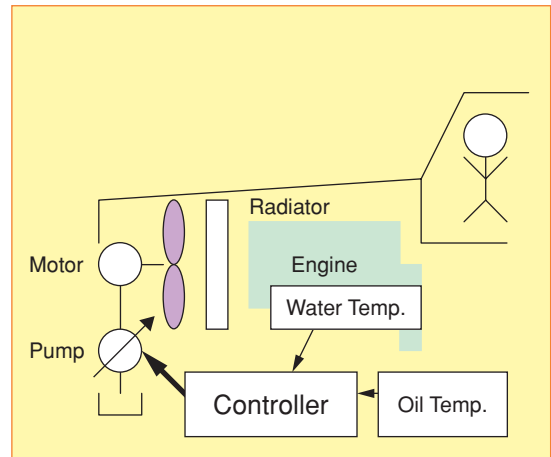 Radiator
Motor
Engine
Water Temp.
Pump
Controller
Oil Temp.